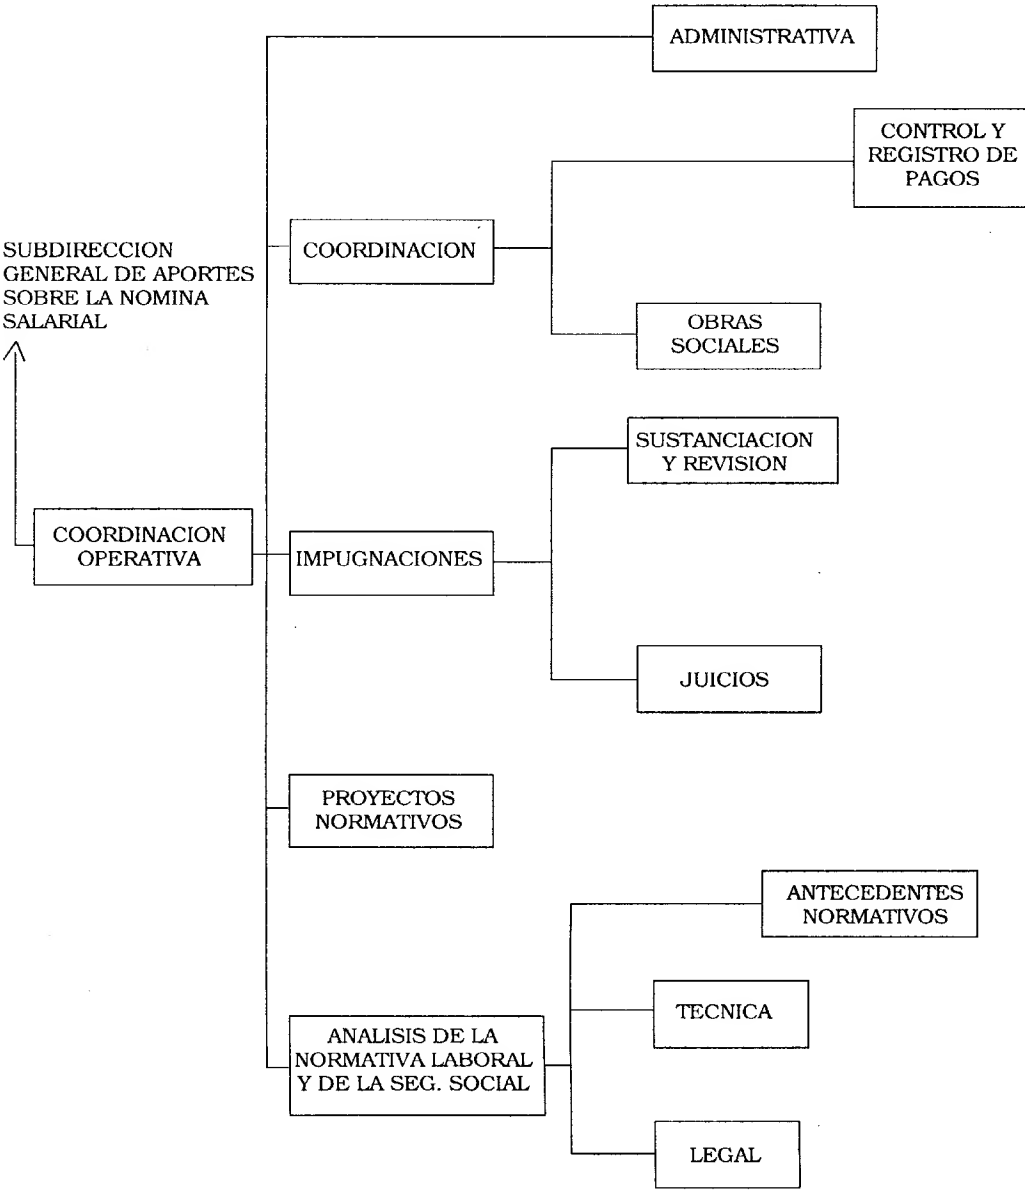 ADMINISTRATIVA
CONTROL Y
REGISTRO DE
PAGOS
COORDINACION
SUBDIRECCION
GENERAL DE APORTES
SOBRE LA NOMINA
SALARIAL
OBRAS
SOCIALES
SUSTANCIACION
Y REVISION
COORDINACION
OPERATIVA
IMPUGNACIONES
JUICIOS
PROYECTOS
NORMATIVOS
ANTECEDENTES
NORMATIVOS
TECNICA
ANALISIS DE LA
NORMATIVA LABORAL
Y DE LA SEG. SOCIAL
LEGAL